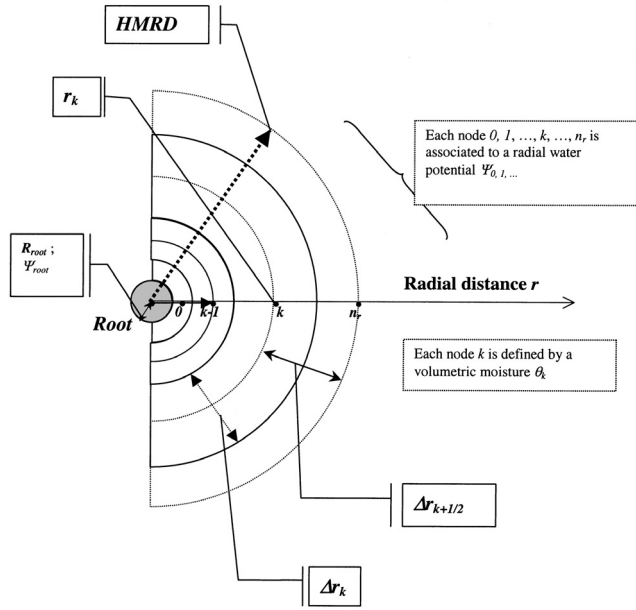 HMRD
r_k
Each node 0, 1, …, k, …, n_r is
associated to a radial water
potential Ψ_0, 1, ...
R_root ;
Ψ_root
Radial distance r
Root
0 k-1 k n_r
Each node k is defined by a
volumetric moisture θ_k
Δr_k+1/2
Δr_k